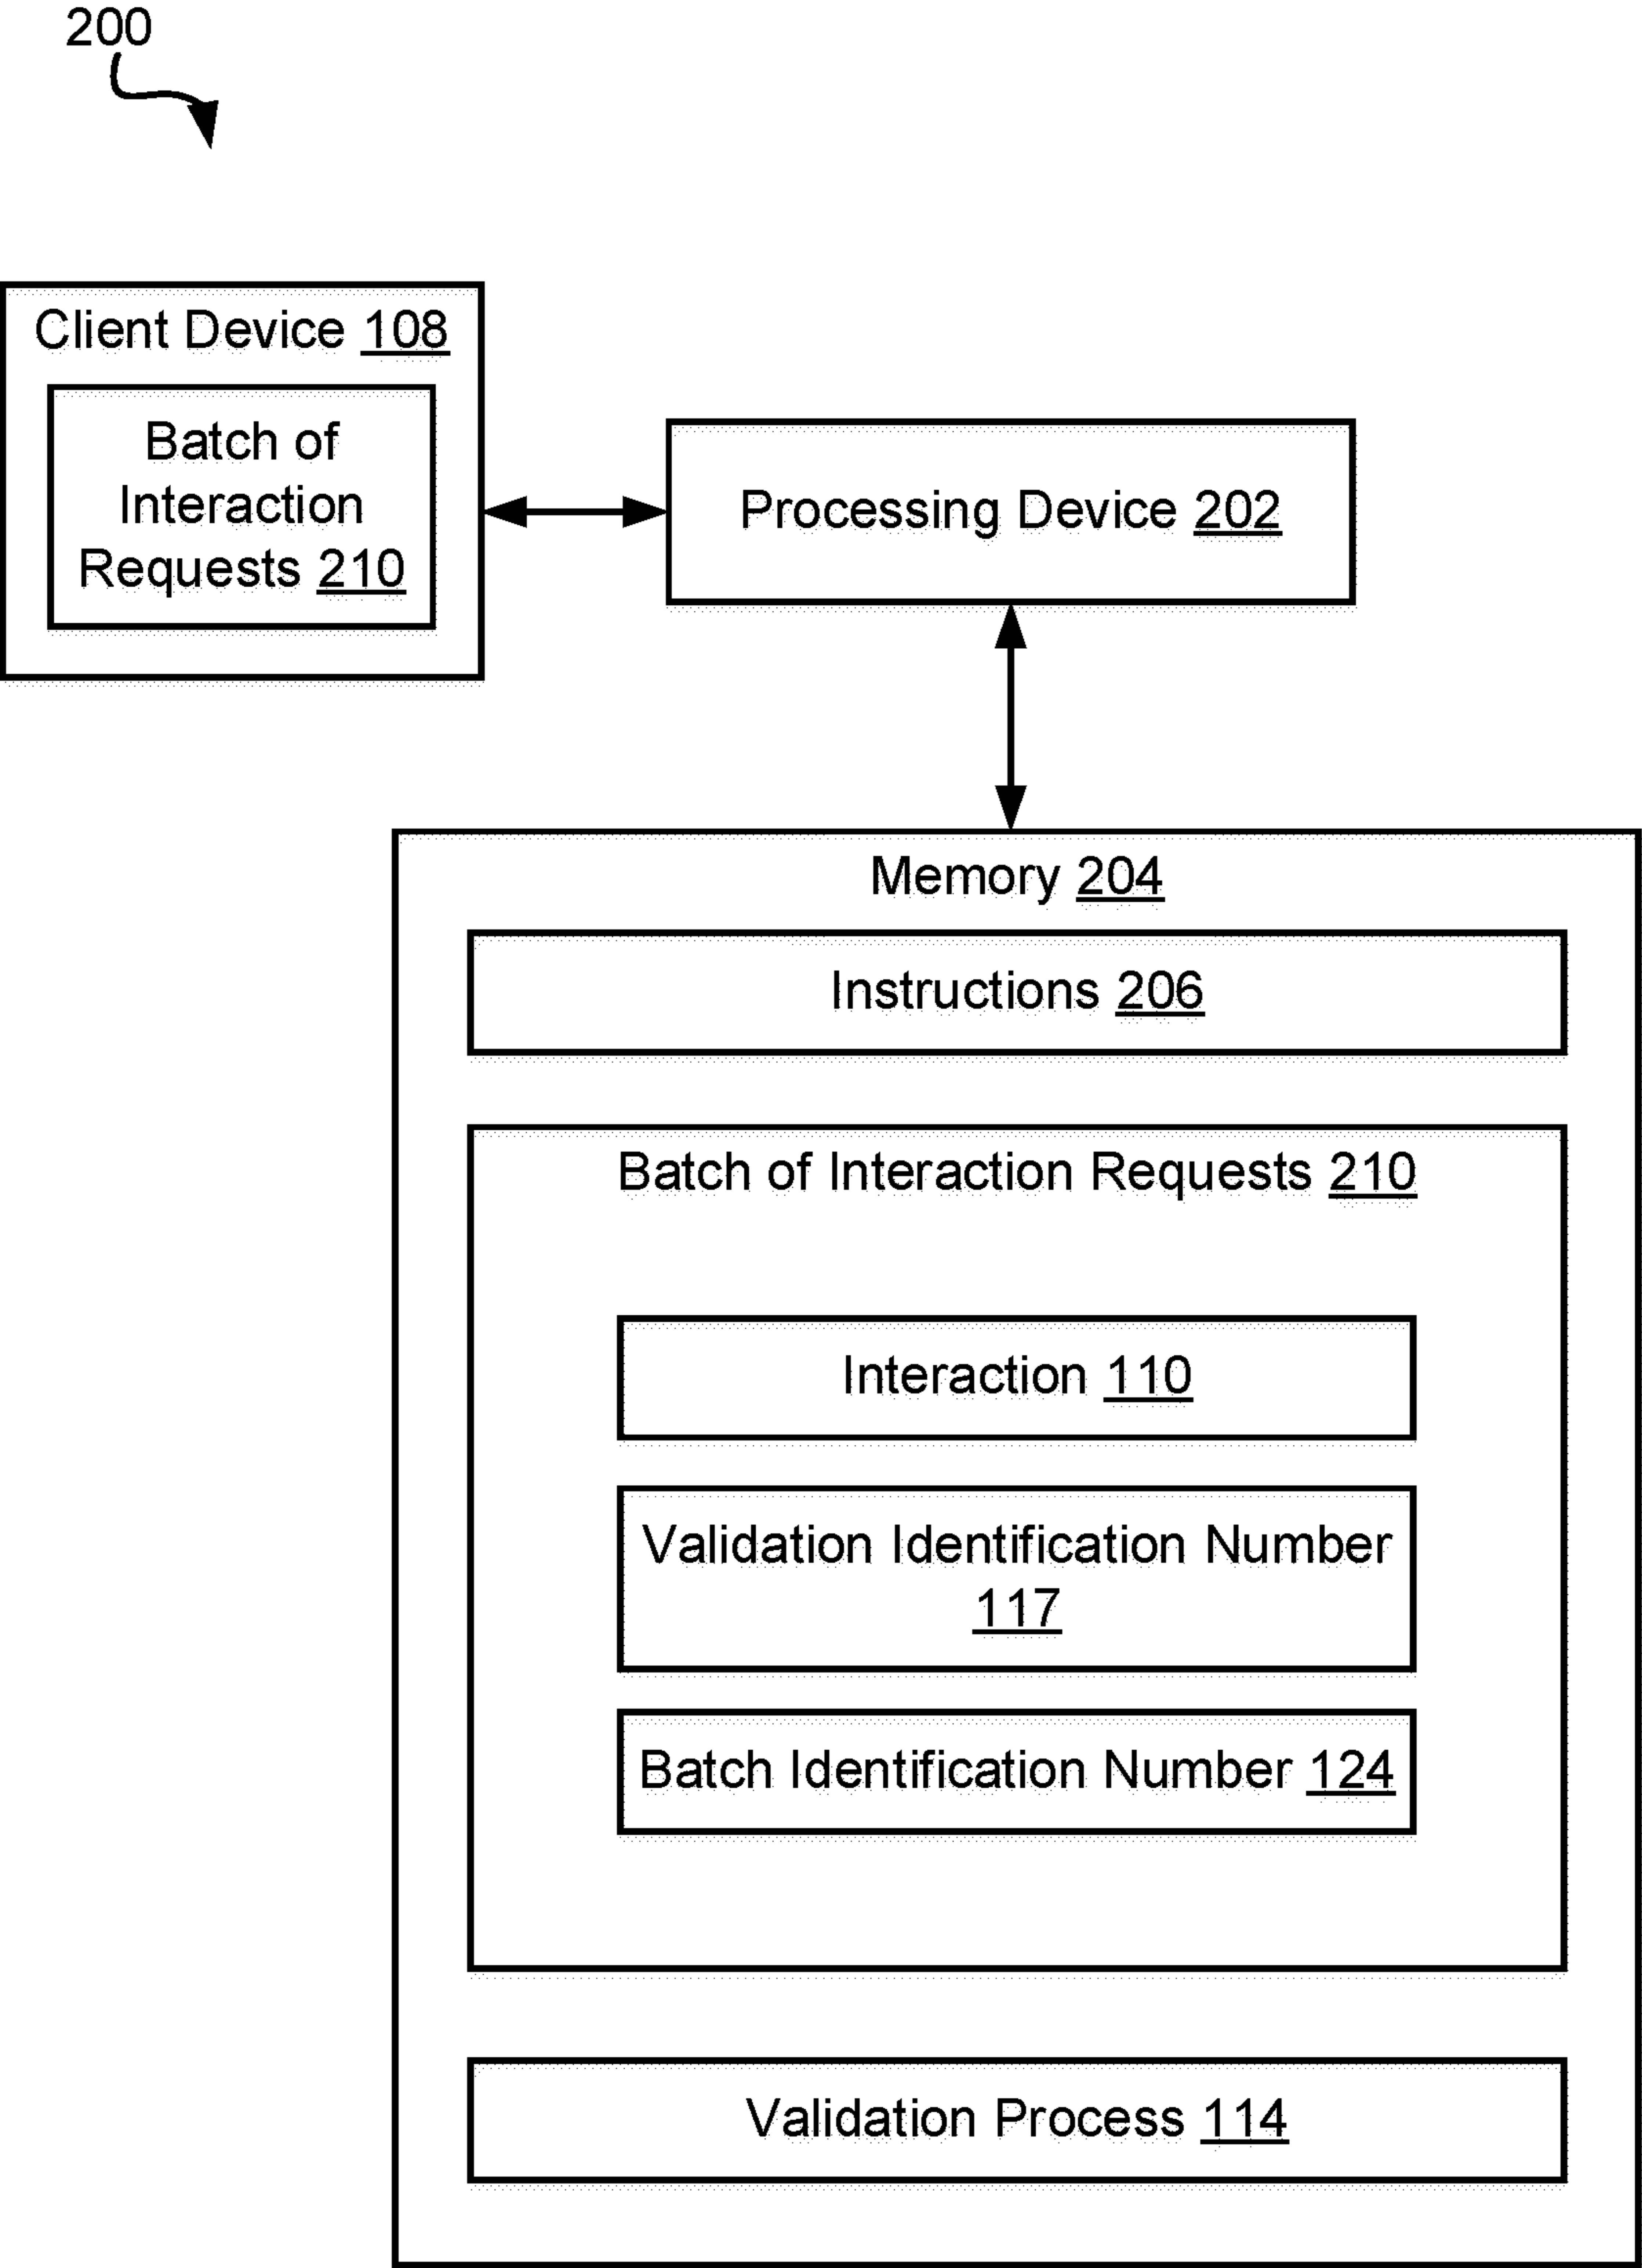 200
Client Device 108
Batch of
Interaction
Requests 210
Processing Device 202
Memory 204
Instructions 206
Batch of Interaction Requests 210
Interaction 110
Validation Identification Number
117
Batch Identification Number 124
Validation Process 114